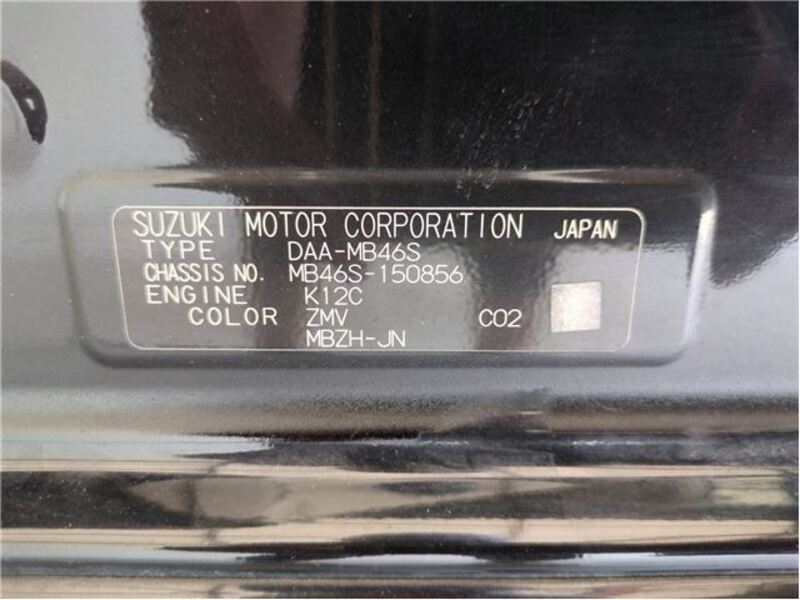 SUZUKI MOTOR CORPORATION JAPAN
TYPE DAA-MB46S
CHASSIS NO. MB46S-150856
ENGINE K12C
COLOR ZMV C02
MBZH-JN